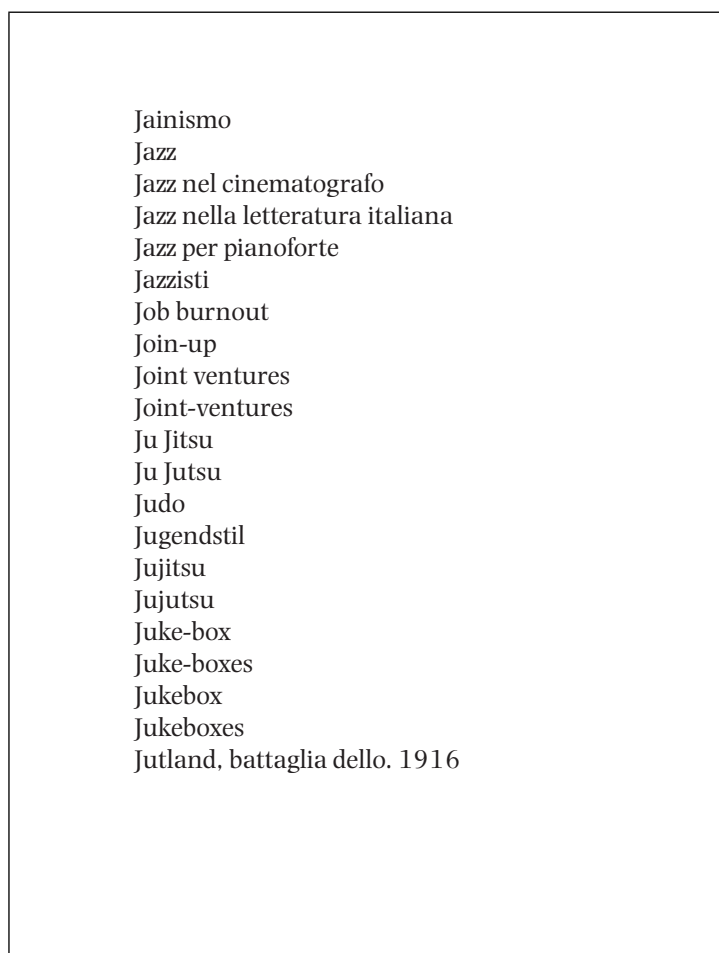 Jainismo
Jazz
Jazz nel cinematografo
Jazz nella letteratura italiana
Jazz per pianoforte
Jazzisti
Job burnout
Join-up
Joint ventures
Joint-ventures
Ju Jitsu
Ju Jutsu
Judo
Jugendstil
Jujitsu
Jujutsu
Juke-box
Juke-boxes
Jukebox
Jukeboxes
Jutland, battaglia dello. 1916